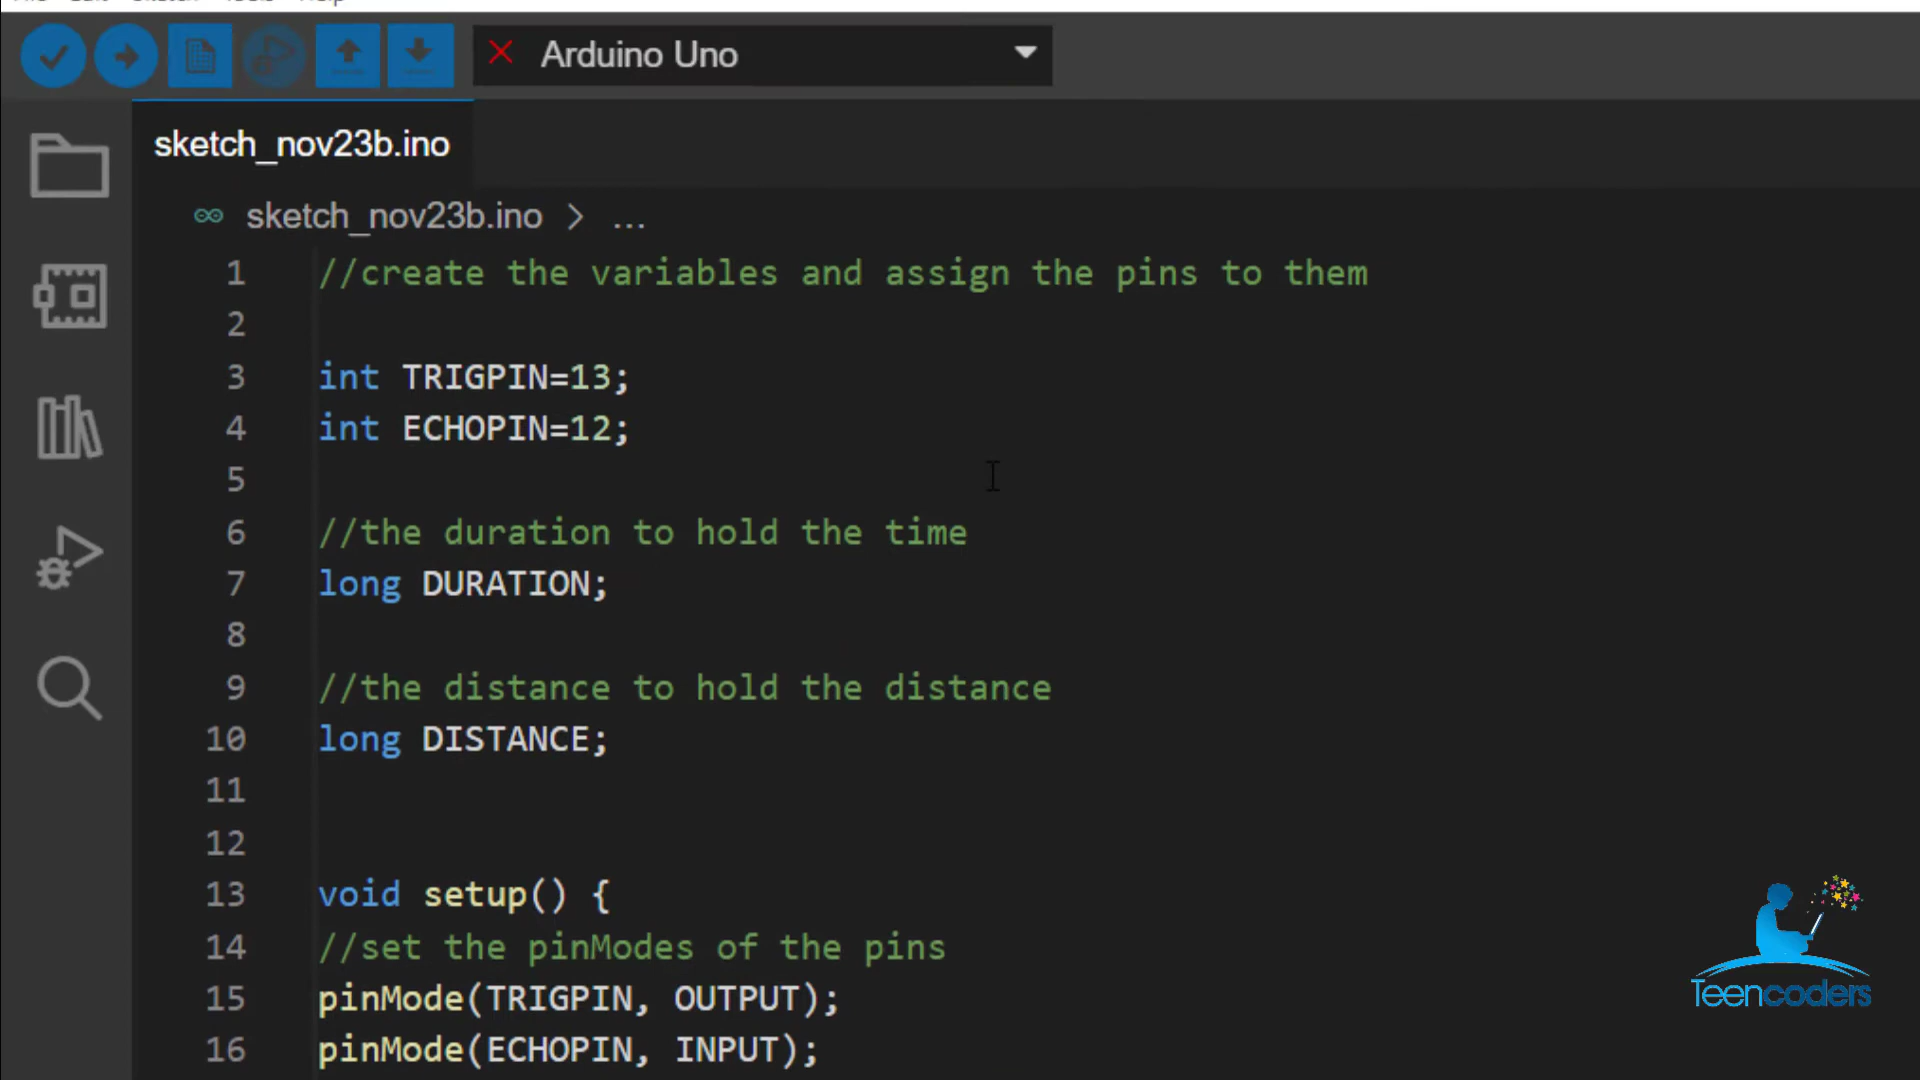 Arduino Uno
sketch_nov23b.ino
sketch_nov23b.ino > ...
1 //create the variables and assign the pins to them
2
3 int TRIGPIN=13;
4 int ECHOPIN=12;
5
6 //the duration to hold the time
7 long DURATION;
8
9 //the distance to hold the distance
10 long DISTANCE;
11
12
13 void setup() {
14 //set the pinModes of the pins
15 pinMode(TRIGPIN, OUTPUT);
16 pinMode(ECHOPIN, INPUT);
Teencoders